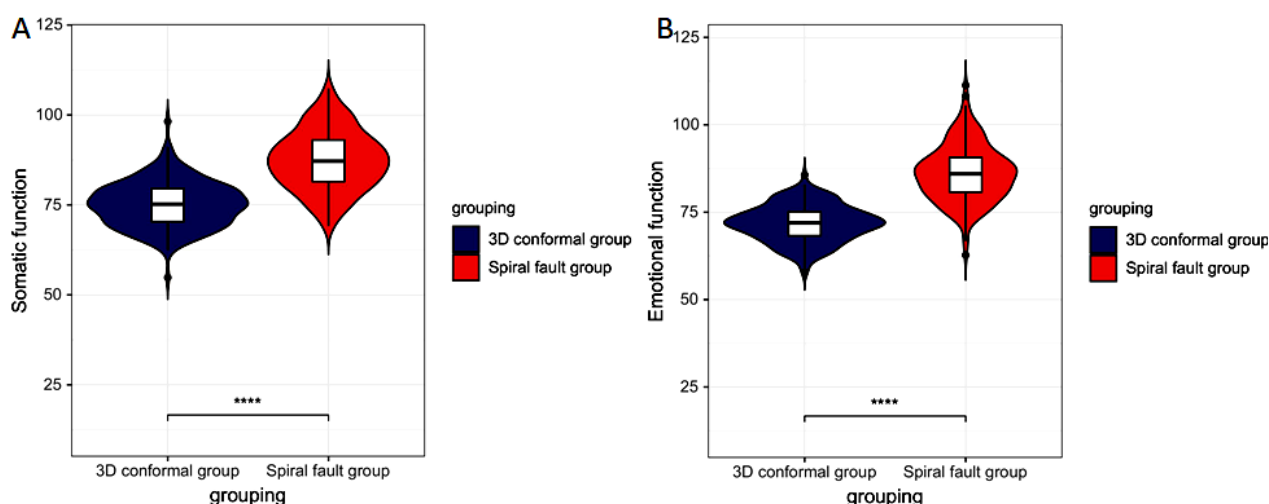 A
125
100
75
50
25
Somatic function
****
3D conformal group
Spiral fault group
grouping
grouping
3D conformal group
Spiral fault group
B
125
100
75
50
25
Emotional function
****
3D conformal group
Spiral fault group
grouping
grouping
3D conformal group
Spiral fault group